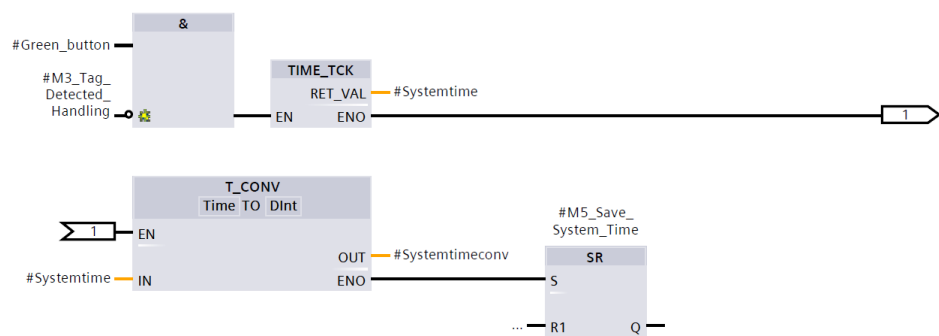 &
#Green_button
#M3_Tag_
Detected_
Handling
TIME_TCK
RET_VAL
#Systemtime
EN
ENO
1
T_CONV
Time TO DInt
1
EN
OUT
#Systemtimeconv
#Systemtime
IN
ENO
#M5_Save_
System_Time
SR
S
...
R1
Q